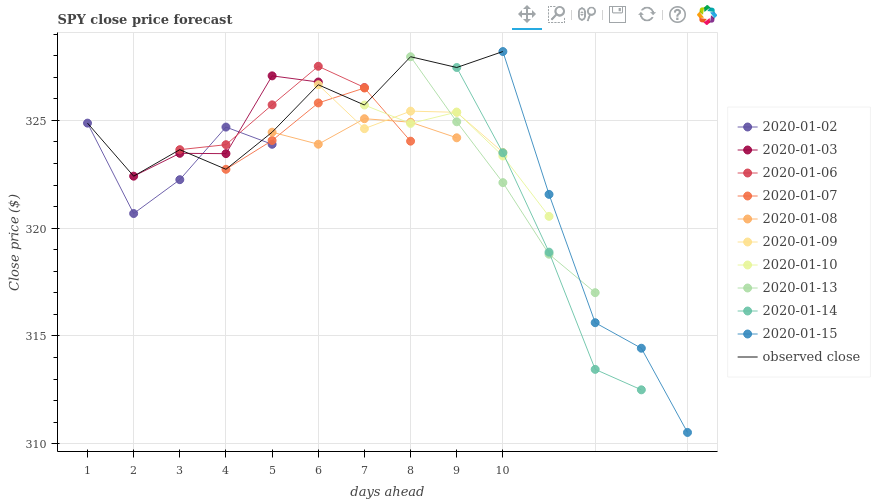 SPY close price forecast
325
320
315
310
Close price ($)
1 2 3 4 5 6 7 8 9 10
days ahead
2020-01-02
2020-01-03
2020-01-06
2020-01-07
2020-01-08
2020-01-09
2020-01-10
2020-01-13
2020-01-14
2020-01-15
observed close